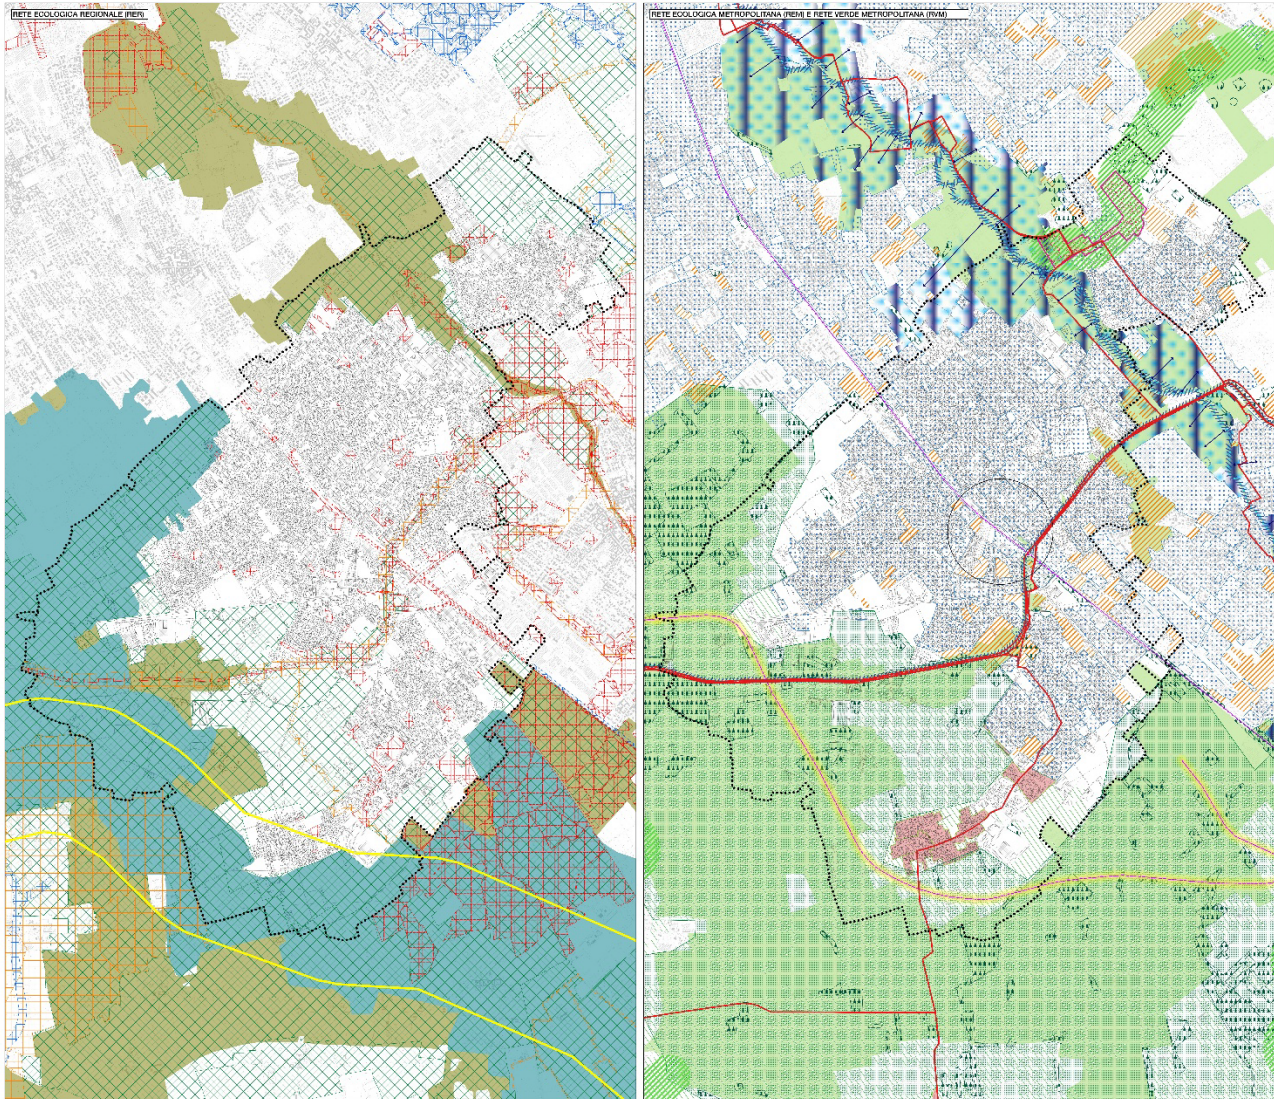 RETE ECOLOGICA REGIONALE (RER)
RETE ECOLOGICA METROPOLITANA (REM) E RETE VERDE METROPOLITANA (RVM)